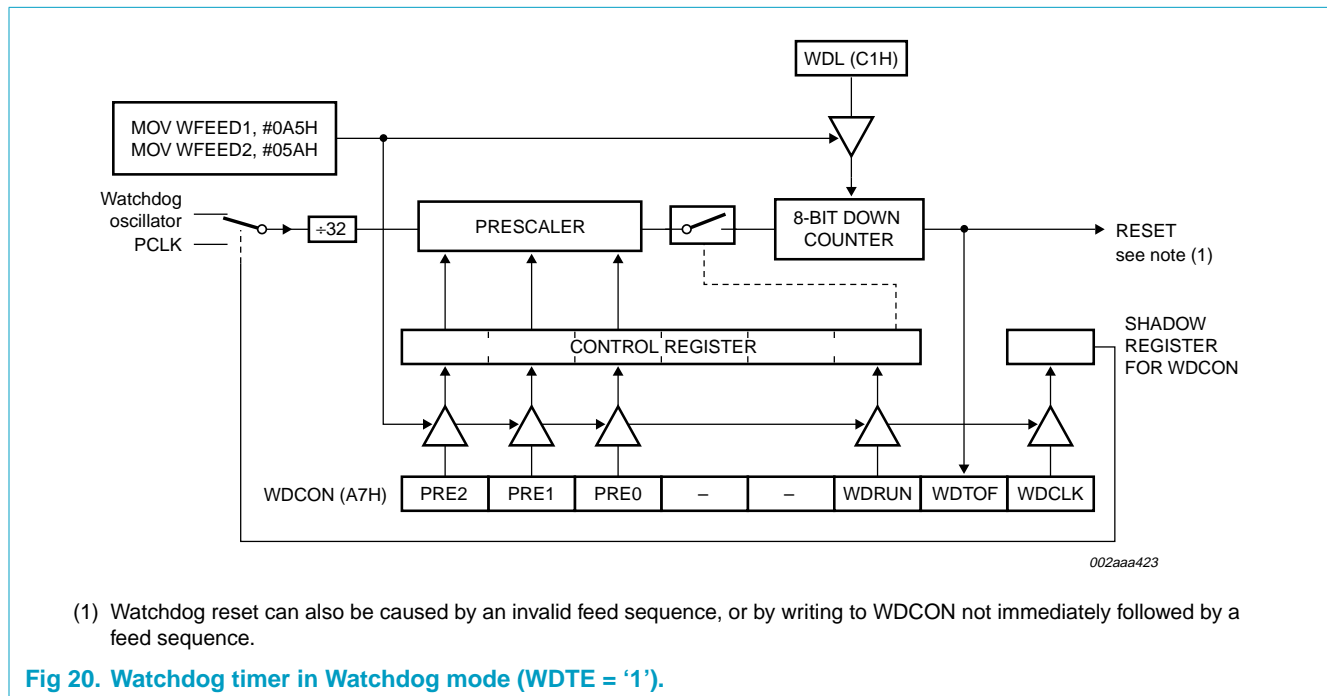 WDL (C1H)
MOV WFEED1, #0A5H
MOV WFEED2, #05AH
Watchdog
oscillator
PCLK
÷32
PRESCALER
8-BIT DOWN
COUNTER
RESET
see note (1)
CONTROL REGISTER
SHADOW
REGISTER
FOR WDCON
WDCON (A7H)
PRE2
PRE1
PRE0
–
–
WDRUN
WDTOF
WDCLK
002aaa423
(1) Watchdog reset can also be caused by an invalid feed sequence, or by writing to WDCON not immediately followed by a
feed sequence.
Fig 20. Watchdog timer in Watchdog mode (WDTE = ‘1’).